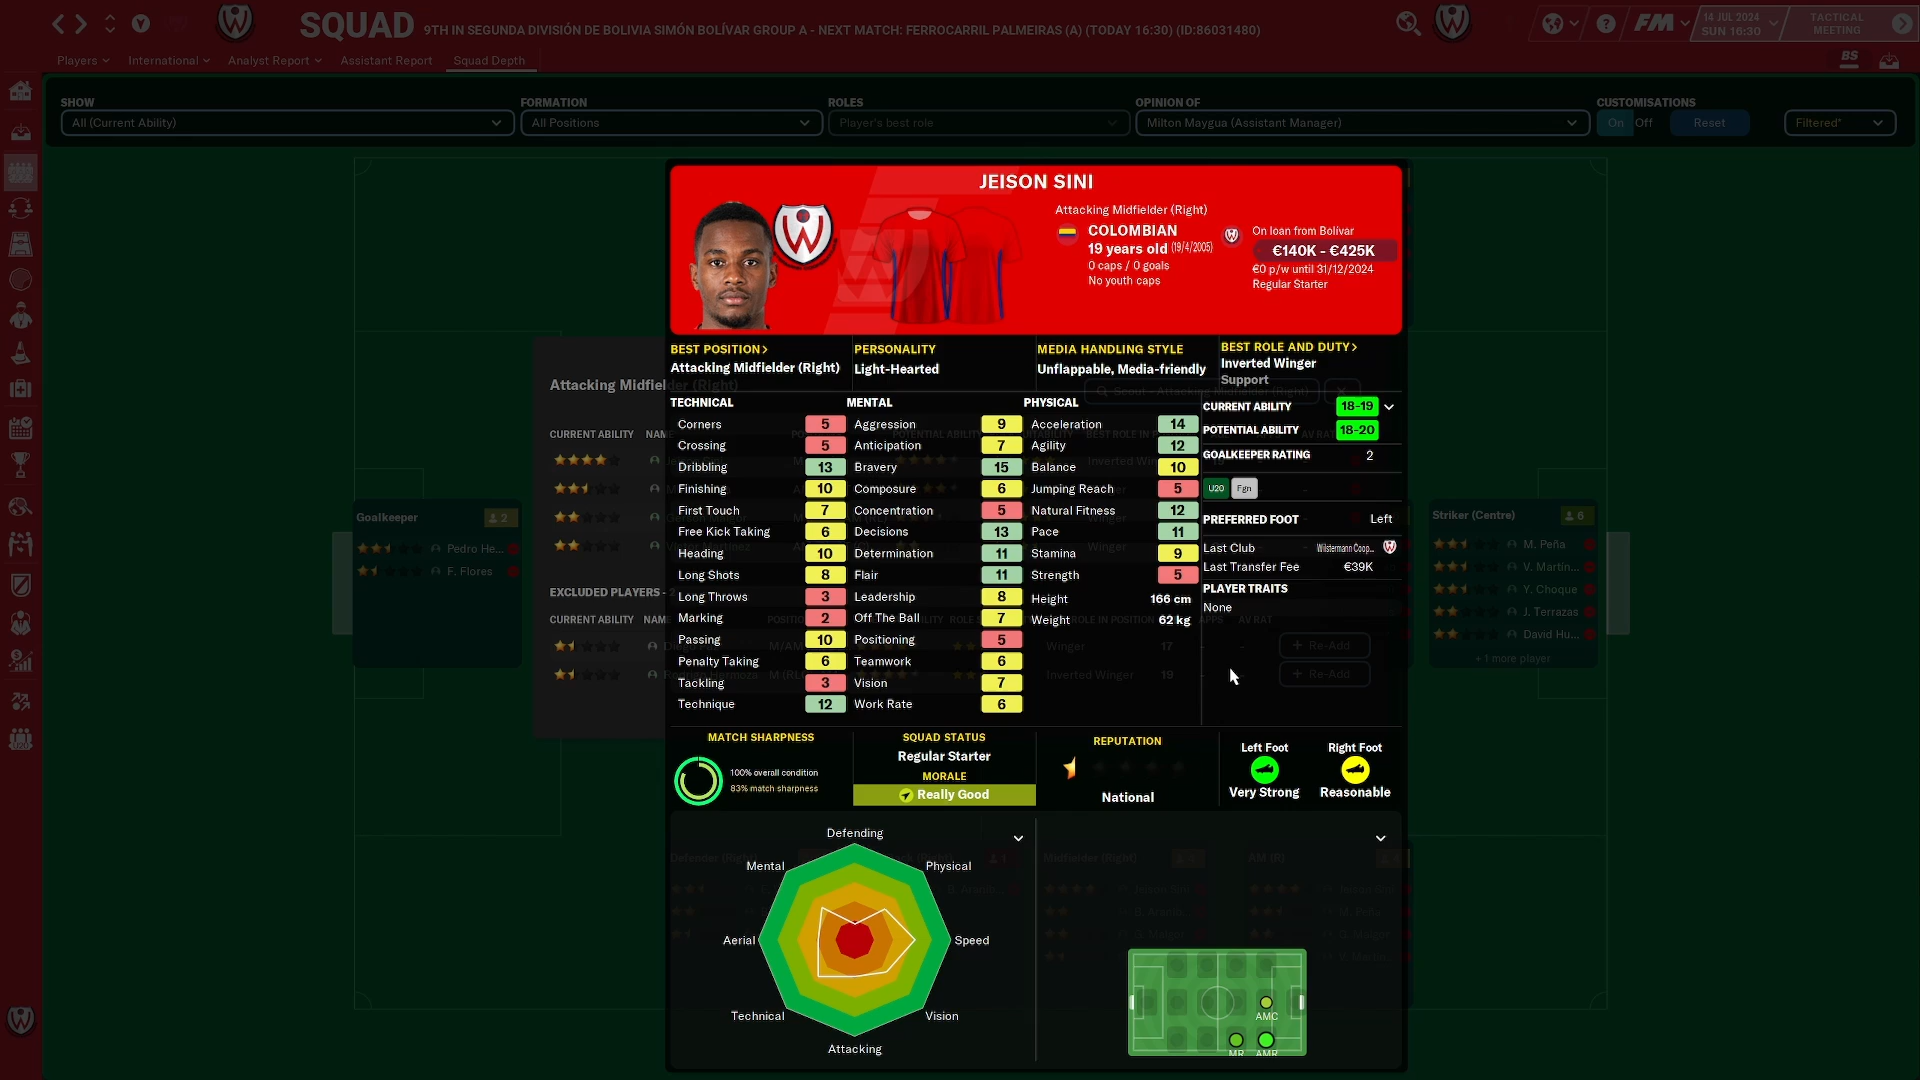 SQUAD
9TH IN SEGUNDA DIVISIÓN DE BOLIVIA SIMÓN BOLÍVAR GROUP A - NEXT MATCH: FERROCARRIL PALMEIRAS (A) (TODAY 16:30) (ID:86031480)
FM
14 JUL 2024
SUN 16:30
TACTICAL
MEETING
Players
International
Analyst Report
Assistant Report
Squad Depth
BS
SHOW
All (Current Ability)
FORMATION
All Positions
ROLES
Player's best role
OPINION OF
Milton Maygua (Assistant Manager)
CUSTOMISATIONS
On Off
Reset
Filtered*
JEISON SINI
Attacking Midfielder (Right)
COLOMBIAN
19 years old (19/4/2005)
0 caps / 0 goals
No youth caps
On loan from Bolívar
€140K - €425K
€0 p/w until 31/12/2024
Regular Starter
BEST POSITION>
Attacking Midfielder (Right)
PERSONALITY
Light-Hearted
MEDIA HANDLING STYLE
Unflappable, Media-friendly
BEST ROLE AND DUTY>
Inverted Winger
Support
TECHNICAL
Corners 5
Crossing 5
Dribbling 13
Finishing 10
First Touch 7
Free Kick Taking 6
Heading 10
Long Shots 8
Long Throws 3
Marking 2
Passing 10
Penalty Taking 6
Tackling 3
Technique 12
MENTAL
Aggression 9
Anticipation 7
Bravery 15
Composure 6
Concentration 5
Decisions 13
Determination 11
Flair 11
Leadership 8
Off The Ball 7
Positioning 5
Teamwork 6
Vision 7
Work Rate 6
PHYSICAL
Acceleration 14
Agility 12
Balance 10
Jumping Reach 5
Natural Fitness 12
Pace 11
Stamina 9
Strength 5
Height 166 cm
Weight 62 kg
CURRENT ABILITY 18-19
POTENTIAL ABILITY 18-20
GOALKEEPER RATING 2
U20 Fgn
PREFERRED FOOT Left
Last Club Wilstermann Coop...
Last Transfer Fee €39K
PLAYER TRAITS
None
MATCH SHARPNESS
100% overall condition
83% match sharpness
SQUAD STATUS
Regular Starter
MORALE
Really Good
REPUTATION
National
Left Foot
Very Strong
Right Foot
Reasonable
Defending
Physical
Speed
Vision
Attacking
Technical
Aerial
Mental
AMC
MR AMR
Goalkeeper 2
Pedro He...
F. Flores
Attacking Midfielder (Right)
CURRENT ABILITY
EXCLUDED PLAYERS -
CURRENT ABILITY
Winger 17
Inverted Winger 19
+ Re-Add
+ Re-Add
Striker (Centre) 6
M. Peña
V. Martin...
Y. Choque
J. Terrazas
David Hu...
+ 1 more player
U20